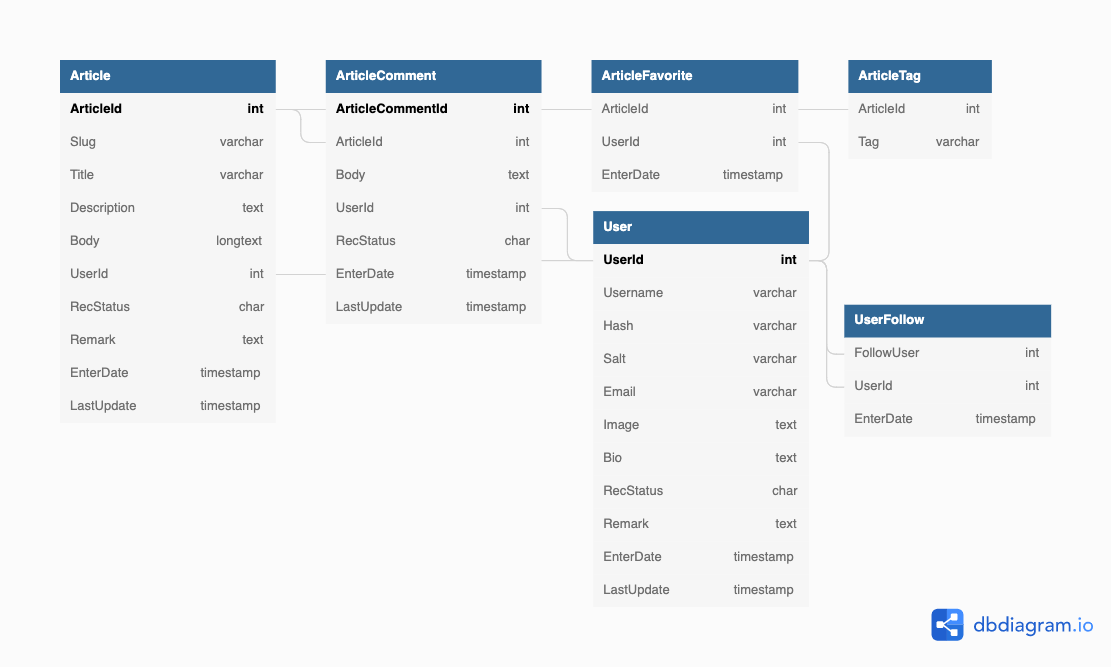 Article
ArticleId int
Slug varchar
Title varchar
Description text
Body longtext
UserId int
RecStatus char
Remark text
EnterDate timestamp
LastUpdate timestamp
ArticleComment
ArticleCommentId int
ArticleId int
Body text
UserId int
RecStatus char
EnterDate timestamp
LastUpdate timestamp
ArticleFavorite
ArticleId int
UserId int
EnterDate timestamp
ArticleTag
ArticleId int
Tag varchar
User
UserId int
Username varchar
Hash varchar
Salt varchar
Email varchar
Image text
Bio text
RecStatus char
Remark text
EnterDate timestamp
LastUpdate timestamp
UserFollow
FollowUser int
UserId int
EnterDate timestamp
dbdiagram.io